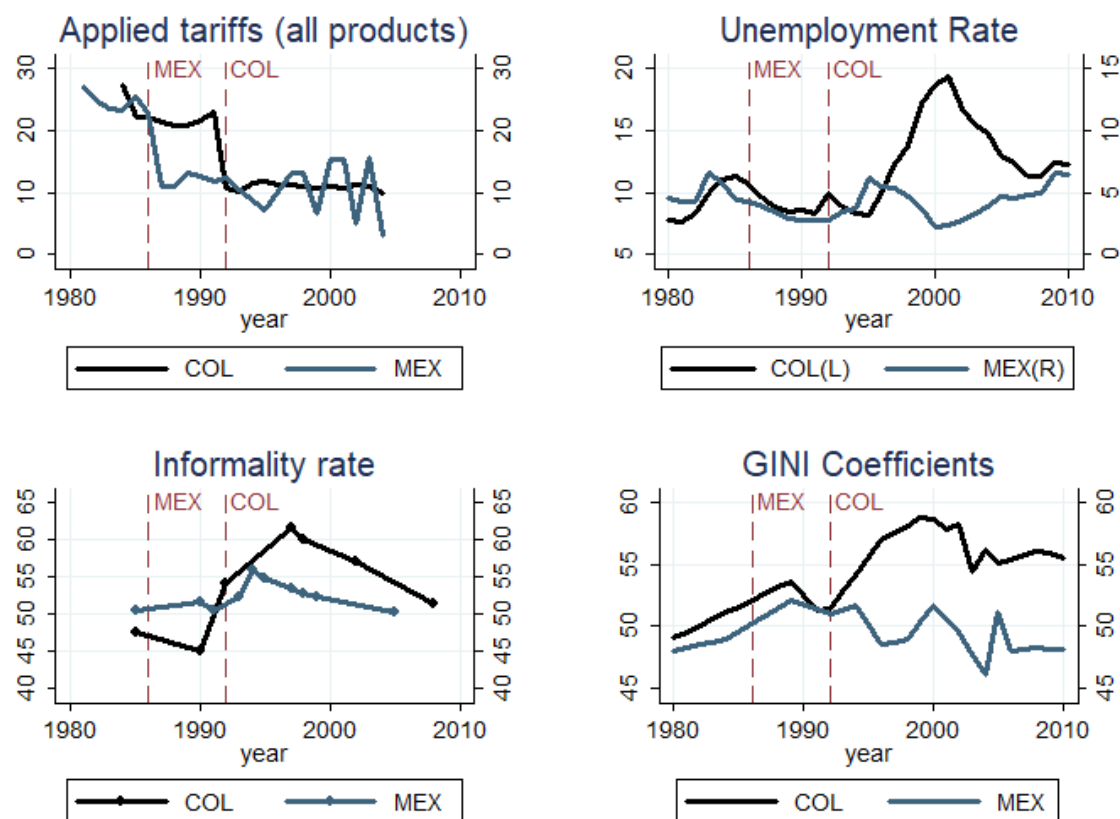 Applied tariffs (all products)
MEX COL
30 30
20 20
10 10
0 0
1980 1990 2000 2010
year
COL MEX
Unemployment Rate
MEX COL
20 15
15 10
10 5
5 0
1980 1990 2000 2010
year
COL(L) MEX(R)
Informality rate
MEX COL
65 65
60 60
55 55
50 50
45 45
40 40
1980 1990 2000 2010
year
COL MEX
GINI Coefficients
MEX COL
60 60
55 55
50 50
45 45
1980 1990 2000 2010
year
COL MEX